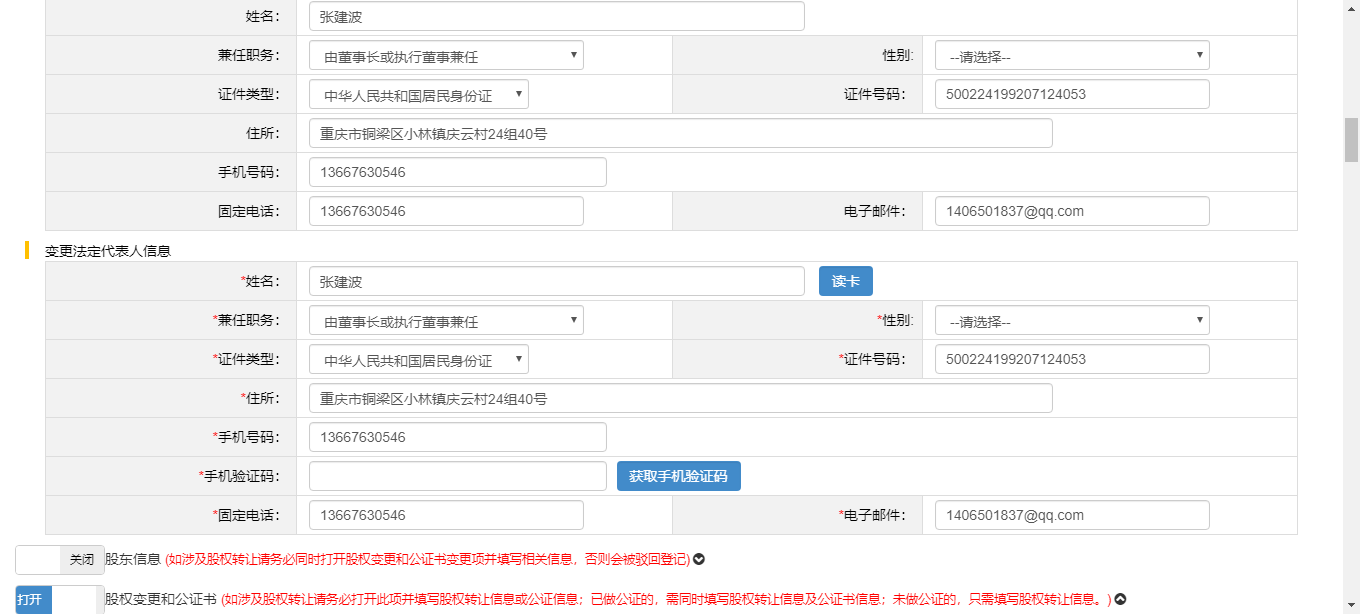 姓名： 张建波
兼任职务： 由董事长或执行董事兼任 性别: --请选择--
证件类型： 中华人民共和国居民身份证 证件号码： 500224199207124053
住所： 重庆市铜梁区小林镇庆云村24组40号
手机号码： 13667630546
固定电话： 13667630546 电子邮件： 1406501837@qq.com
变更法定代表人信息
*姓名： 张建波 读卡
*兼任职务： 由董事长或执行董事兼任 *性别: --请选择--
*证件类型： 中华人民共和国居民身份证 *证件号码： 500224199207124053
*住所： 重庆市铜梁区小林镇庆云村24组40号
*手机号码： 13667630546
*手机验证码： 获取手机验证码
*固定电话： 13667630546 *电子邮件： 1406501837@qq.com
关闭 股东信息 (如涉及股权转让请务必同时打开股权变更和公证书变更项并填写相关信息，否则会被驳回登记)
打开 股权变更和公证书 (如涉及股权转让请务必打开此项并填写股权转让信息或公证信息；已做公证的，需同时填写股权转让信息及公证书信息；未做公证的，只需填写股权转让信息。)